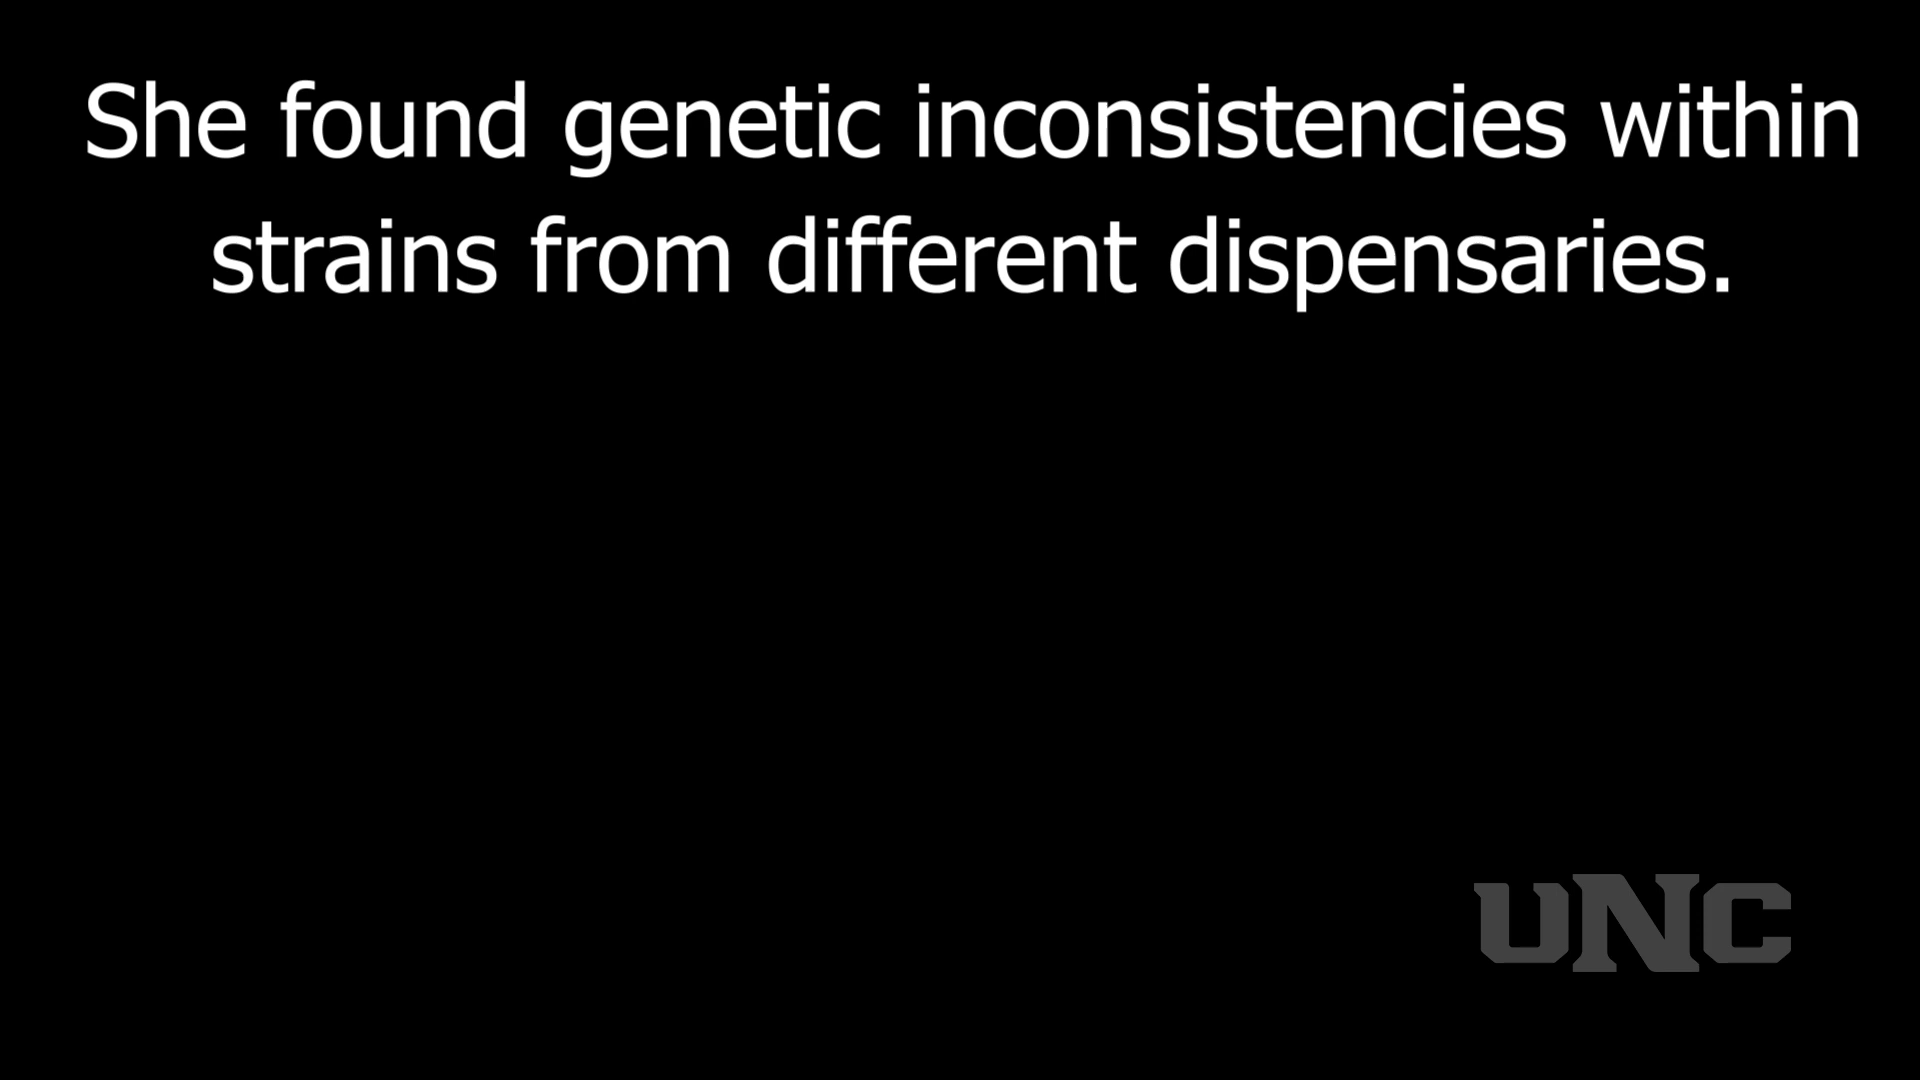 She found genetic inconsistencies within
strains from different dispensaries.
UNC